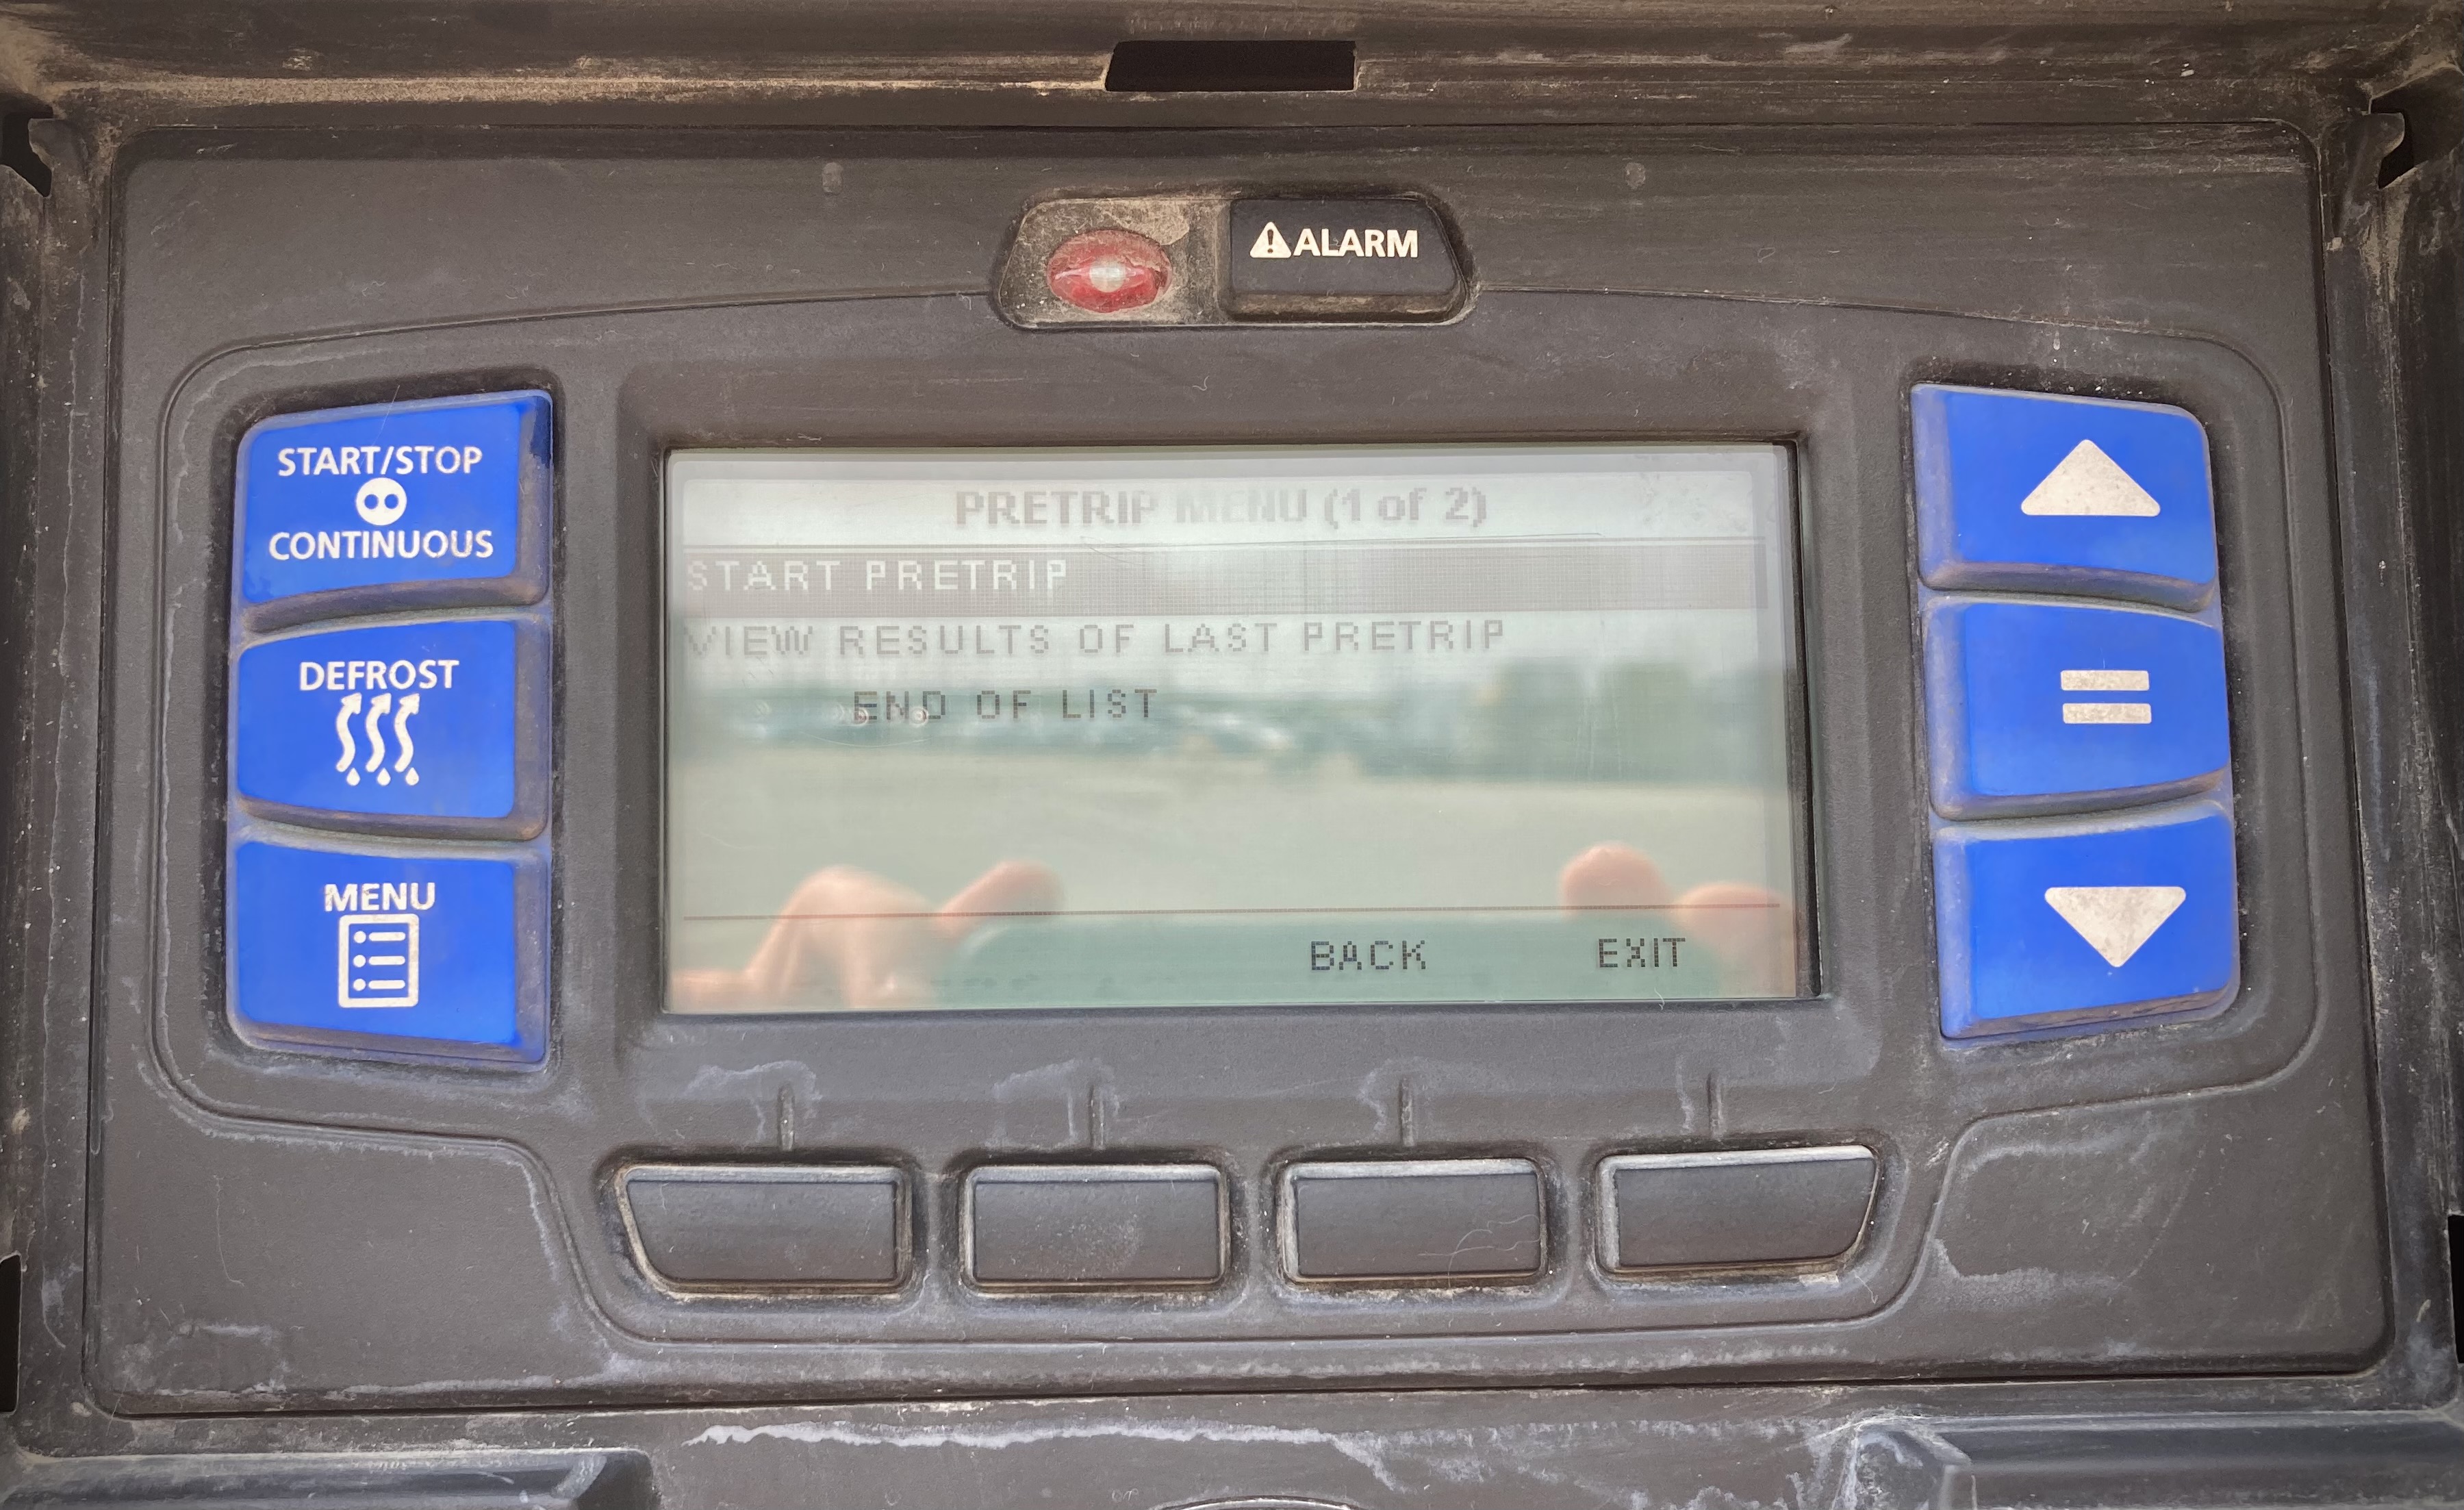 ALARM
START/STOP
CONTINUOUS
DEFROST
MENU
PRETRIP MENU (1 of 2)
START PRETRIP
VIEW RESULTS OF LAST PRETRIP
END OF LIST
BACK EXIT